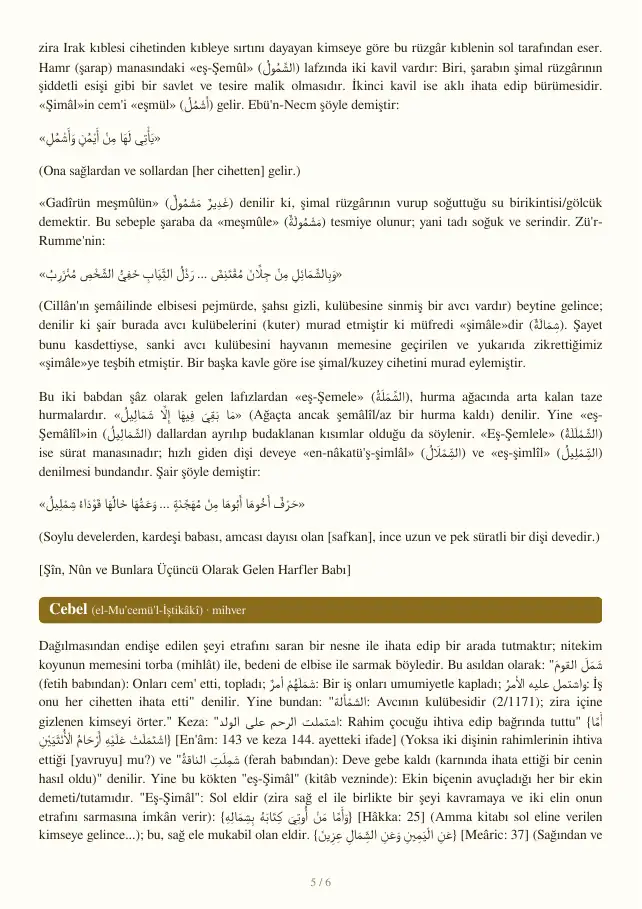 zira Irak kıblesi cihetinden kıbleye sırtını dayayan kimseye göre bu rüzgâr kıblenin sol tarafından eser.
Hamr (şarap) manasındaki «eş-Şemûl» (الشَّمُولُ) lafzında iki kavil vardır: Biri, şarabın şimal rüzgârının
şiddetli esişi gibi bir savlet ve tesire malik olmasıdır. İkinci kavil ise aklı ihata edip bürümesidir.
«Şimâl»in cem'i «eşmül» (أَشْمُلُ) gelir. Ebü'n-Necm şöyle demiştir:
«يَأْتِي لَهَا مِنْ أَيْمُنٍ وَأَشْمُلِ»
(Ona sağlardan ve sollardan [her cihetten] gelir.)
«Gadîrün meşmûlün» (غَدِيرٌ مَشْمُولٌ) denilir ki, şimal rüzgârının vurup soğuttuğu su birikintisi/gölcük
demektir. Bu sebeple şaraba da «meşmûle» (مَشْمُولَةٌ) tesmiye olunur; yani tadı soğuk ve serindir. Zü'r-
Rumme'nin:
«وَبِالشَّمَائِلِ مِنْ جِلَّانَ مُقْتَنِصٌ ... رَذْلُ الثِّيَابِ خَفِيُّ الشَّخْصِ مُنْزَرِبُ»
(Cillân'ın şemâilinde elbisesi pejmürde, şahsı gizli, kulübesine sinmiş bir avcı vardır) beytine gelince;
denilir ki şair burada avcı kulübelerini (kuter) murad etmiştir ki müfredi «şimâle»dir (شِمَالَةٌ). Şayet
bunu kasdettiyse, sanki avcı kulübesini hayvanın memesine geçirilen ve yukarıda zikrettiğimiz
«şimâle»ye teşbih etmiştir. Bir başka kavle göre ise şimal/kuzey cihetini murad eylemiştir.
Bu iki babdan şâz olarak gelen lafızlardan «eş-Şemele» (الشَّمَلَةُ), hurma ağacında arta kalan taze
hurmalardır. «مَا بَقِيَ فِيهَا إِلَّا شَمَالِيلُ» (Ağaçta ancak şemâlîl/az bir hurma kaldı) denilir. Yine «eş-
Şemâlîl»in (الشَّمَالِيلُ) dallardan ayrılıp budaklanan kısımlar olduğu da söylenir. «Eş-Şemlele» (الشَّمْلَلَةُ)
ise sürat manasınadır; hızlı giden dişi deveye «en-nâkatü'ş-şimlâl» (الشِّمْلَالُ) ve «eş-şimlîl» (الشِّمْلِيلُ)
denilmesi bundandır. Şair şöyle demiştir:
«حَرْفٌ أَخُوهَا أَبُوهَا مِنْ مُهَجَّنَةٍ ... وَعَمُّهَا خَالُهَا قَوْدَاءُ شِمْلِيلُ»
(Soylu develerden, kardeşi babası, amcası dayısı olan [safkan], ince uzun ve pek süratli bir dişi devedir.)
[Şîn, Nûn ve Bunlara Üçüncü Olarak Gelen Harfler Babı]
Cebel (el-Mu'cemü'l-İştikâkî) · mihver
Dağılmasından endişe edilen şeyi etrafını saran bir nesne ile ihata edip bir arada tutmaktır; nitekim
koyunun memesini torba (mihlât) ile, bedeni de elbise ile sarmak böyledir. Bu asıldan olarak: "شَمَلَ القومَ
(fetih babından): Onları cem' etti, topladı; شَمَلَهُمْ أمرٌ: Bir iş onları umumiyetle kapladı; واشتمل عليه الأمرُ: İş
onu her cihetten ihata etti" denilir. Yine bundan: "الشمألة: Avcının kulübesidir (2/1171); zira içine
gizlenen kimseyi örter." Keza: "اشتملت الرحم على الولد: Rahim çocuğu ihtiva edip bağrında tuttu" {أَمَّا
اشْتَمَلَتْ عَلَيْهِ أَرْحَامُ الْأُنْثَيَيْنِ} [En'âm: 143 ve keza 144. ayetteki ifade] (Yoksa iki dişinin rahimlerinin ihtiva
ettiği [yavruyu] mu?) ve "شَمِلَتِ الناقةُ (ferah babından): Deve gebe kaldı (karnında ihata ettiği bir cenin
hasıl oldu)" denilir. Yine bu kökten "eş-Şimâl" (kitâb vezninde): Ekin biçenin avuçladığı her bir ekin
demeti/tutamıdır. "Eş-Şimâl": Sol eldir (zira sağ el ile birlikte bir şeyi kavramaya ve iki elin onun
etrafını sarmasına imkân verir): {وَأَمَّا مَنْ أُوتِيَ كِتَابَهُ بِشِمَالِهِ} [Hâkka: 25] (Amma kitabı sol eline verilen
kimseye gelince...); bu, sağ ele mukabil olan eldir. {عَنِ الْيَمِينِ وَعَنِ الشِّمَالِ عِزِينَ} [Meâric: 37] (Sağından ve
5 / 6